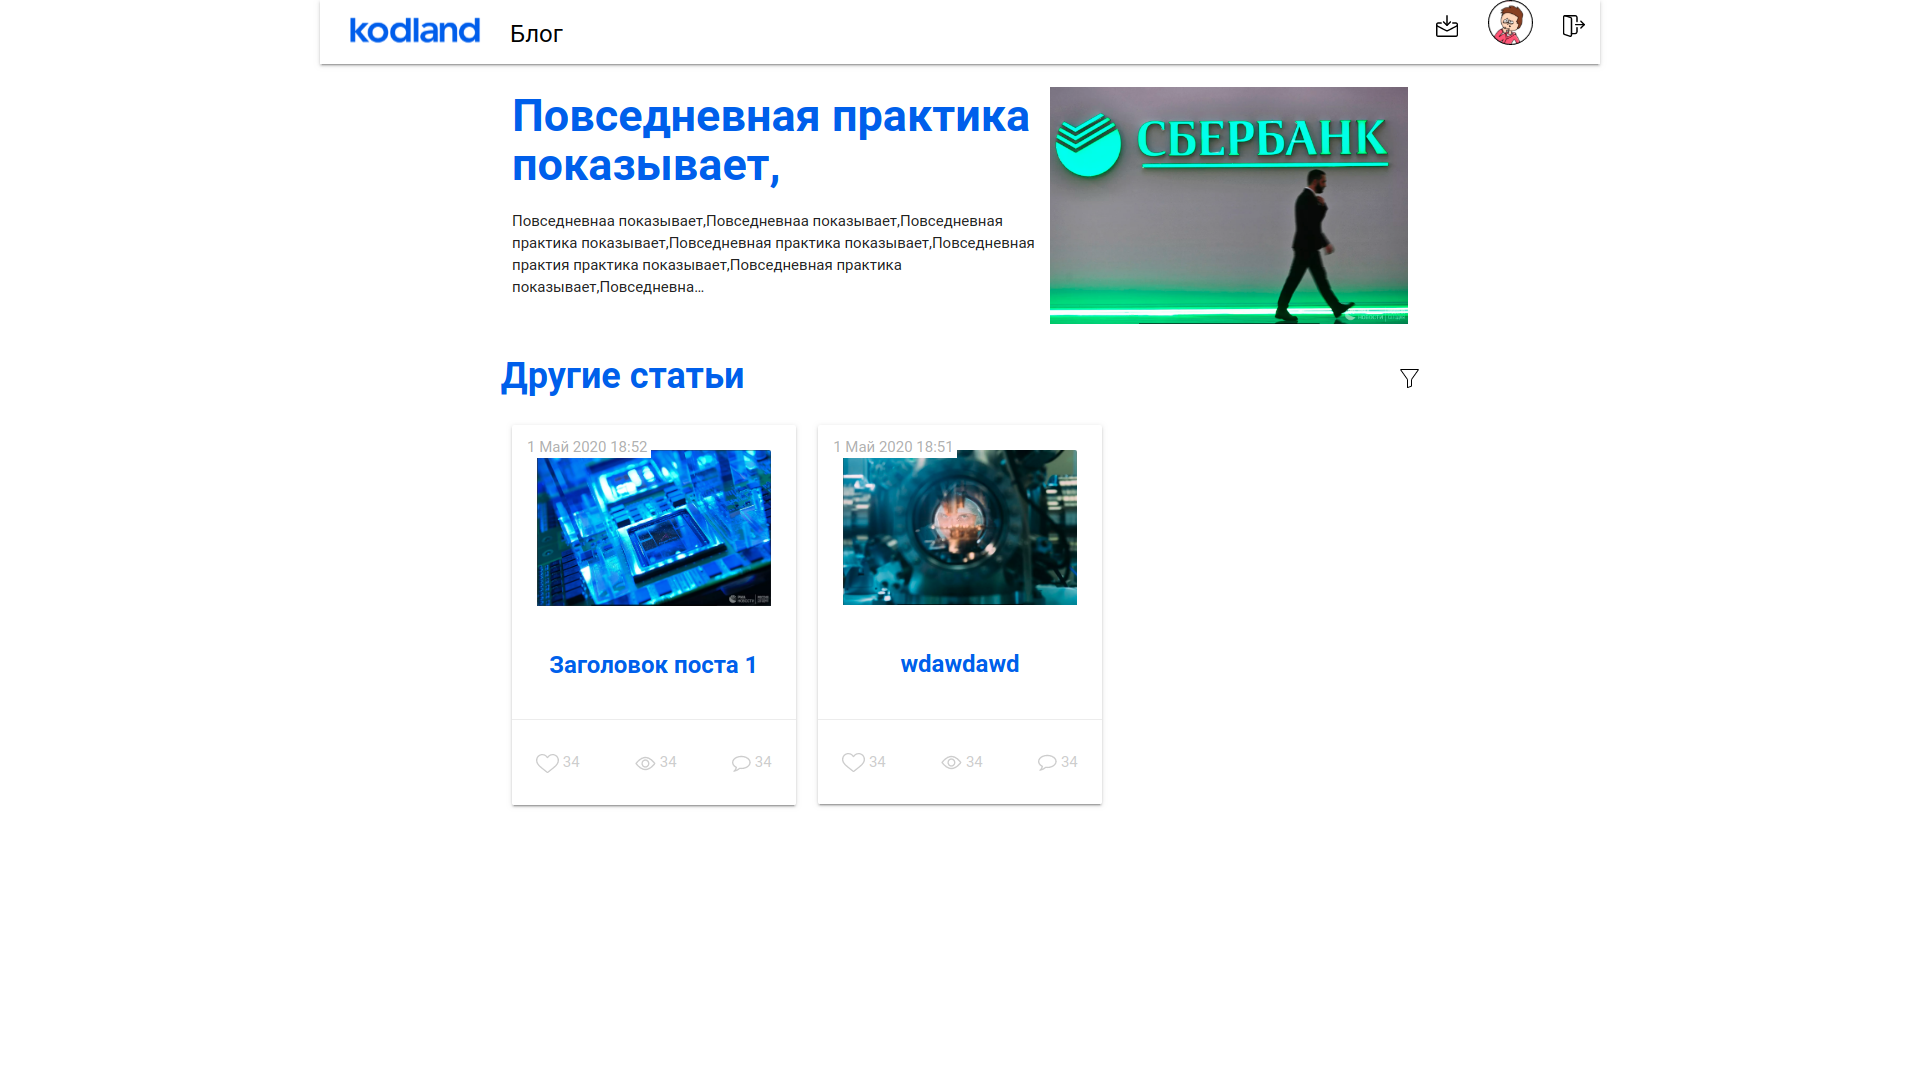 kodland
Блог
Повседневная практика
показывает,
Повседневнаа показывает,Повседневнаа показывает,Повседневная
практика показывает,Повседневная практика показывает,Повседневная
практия практика показывает,Повседневная практика
показывает,Повседневна...
СБЕРБАНК
Другие статьи
1 Май 2020 18:52
1 Май 2020 18:51
Заголовок поста 1
wdawdawd
34 34 34
34 34 34